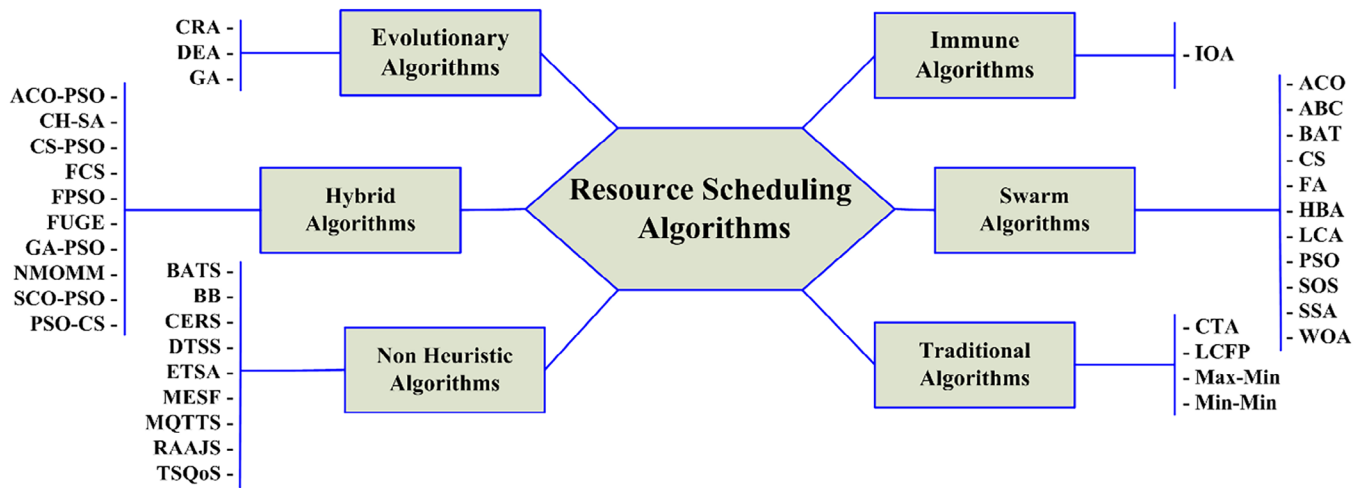 Resource Scheduling
Algorithms
Evolutionary
Algorithms
CRA -
DEA -
GA -
Hybrid
Algorithms
ACO-PSO -
CH-SA -
CS-PSO -
FCS -
FPSO -
FUGE -
GA-PSO -
NMOMM -
SCO-PSO -
PSO-CS -
Non Heuristic
Algorithms
BATS -
BB -
CERS -
DTSS -
ETSA -
MESF -
MQTTS -
RAAJS -
TSQoS -
Immune
Algorithms
- IOA
Swarm
Algorithms
- ACO
- ABC
- BAT
- CS
- FA
- HBA
- LCA
- PSO
- SOS
- SSA
- WOA
Traditional
Algorithms
- CTA
- LCFP
- Max-Min
- Min-Min